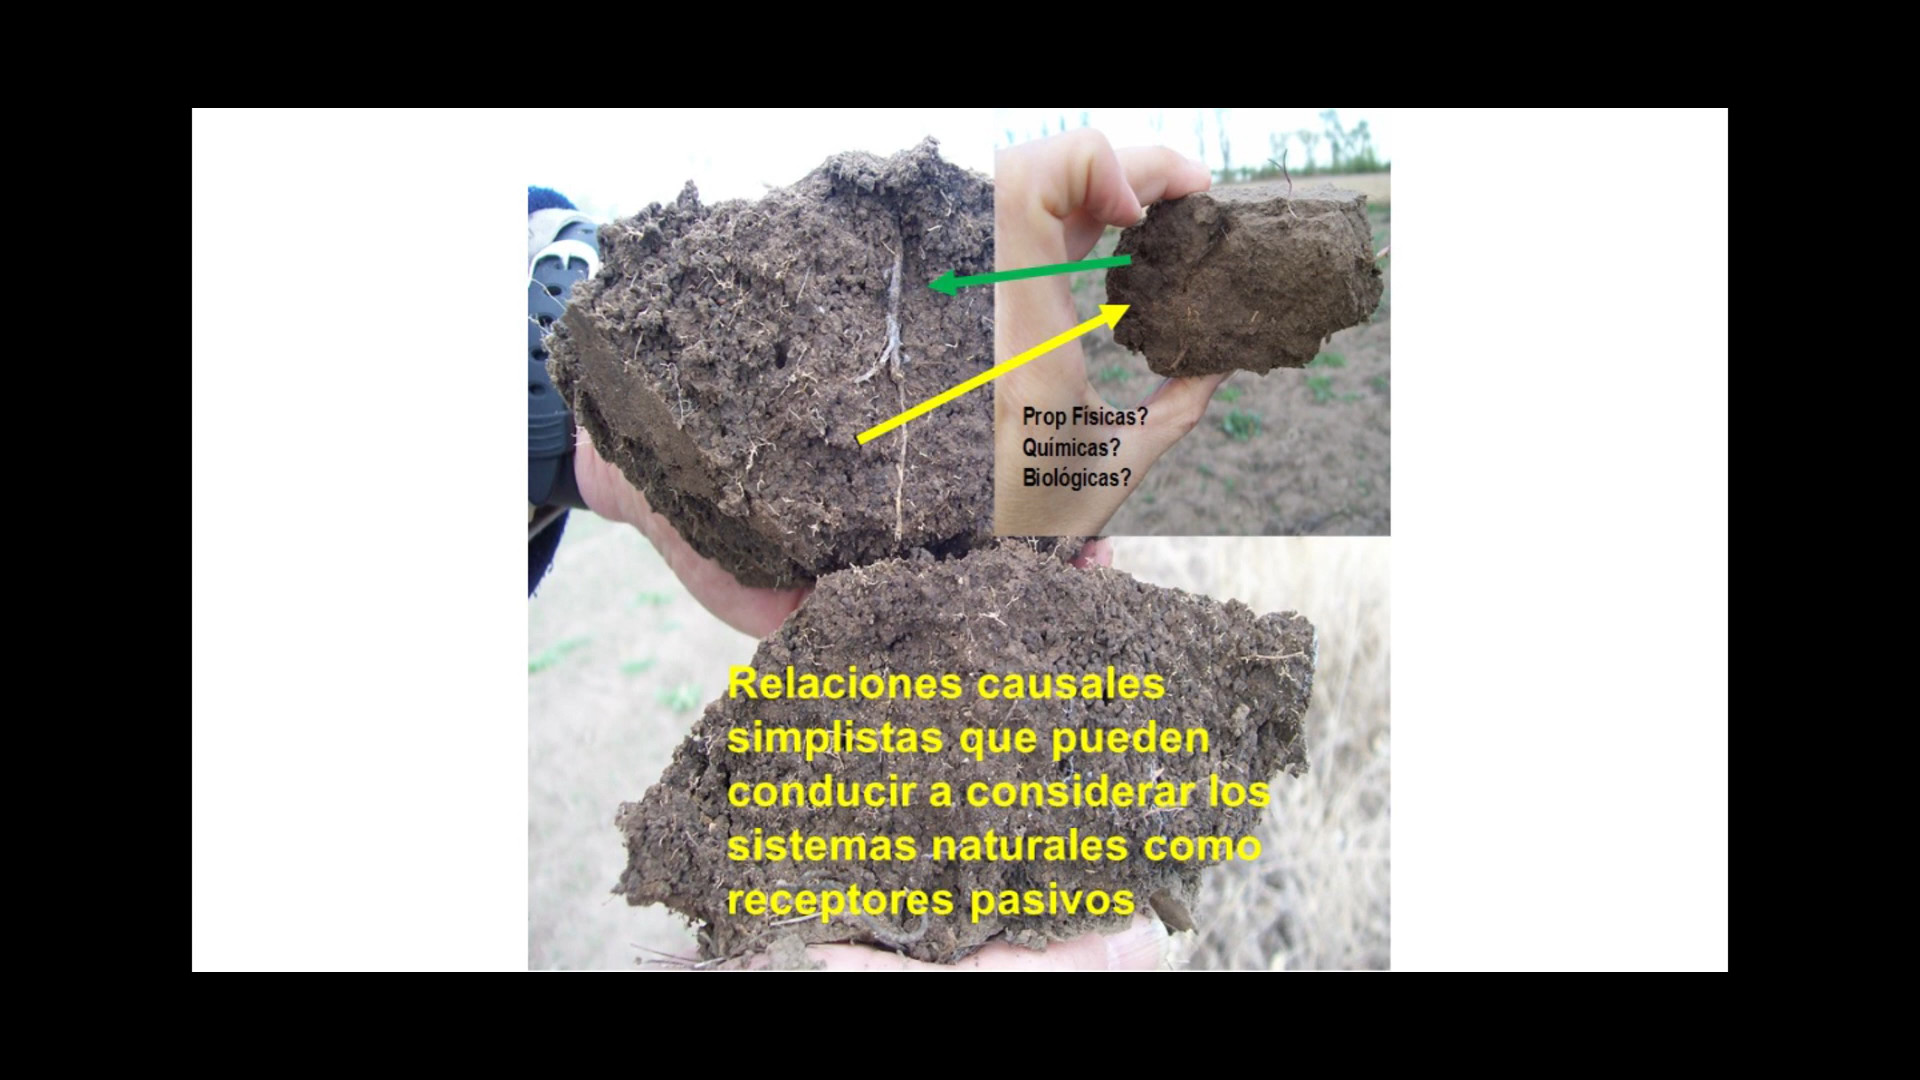 Prop Físicas?
Químicas?
Biológicas?
Relaciones causales
simplistas que pueden
conducir a considerar los
sistemas naturales como
receptores pasivos